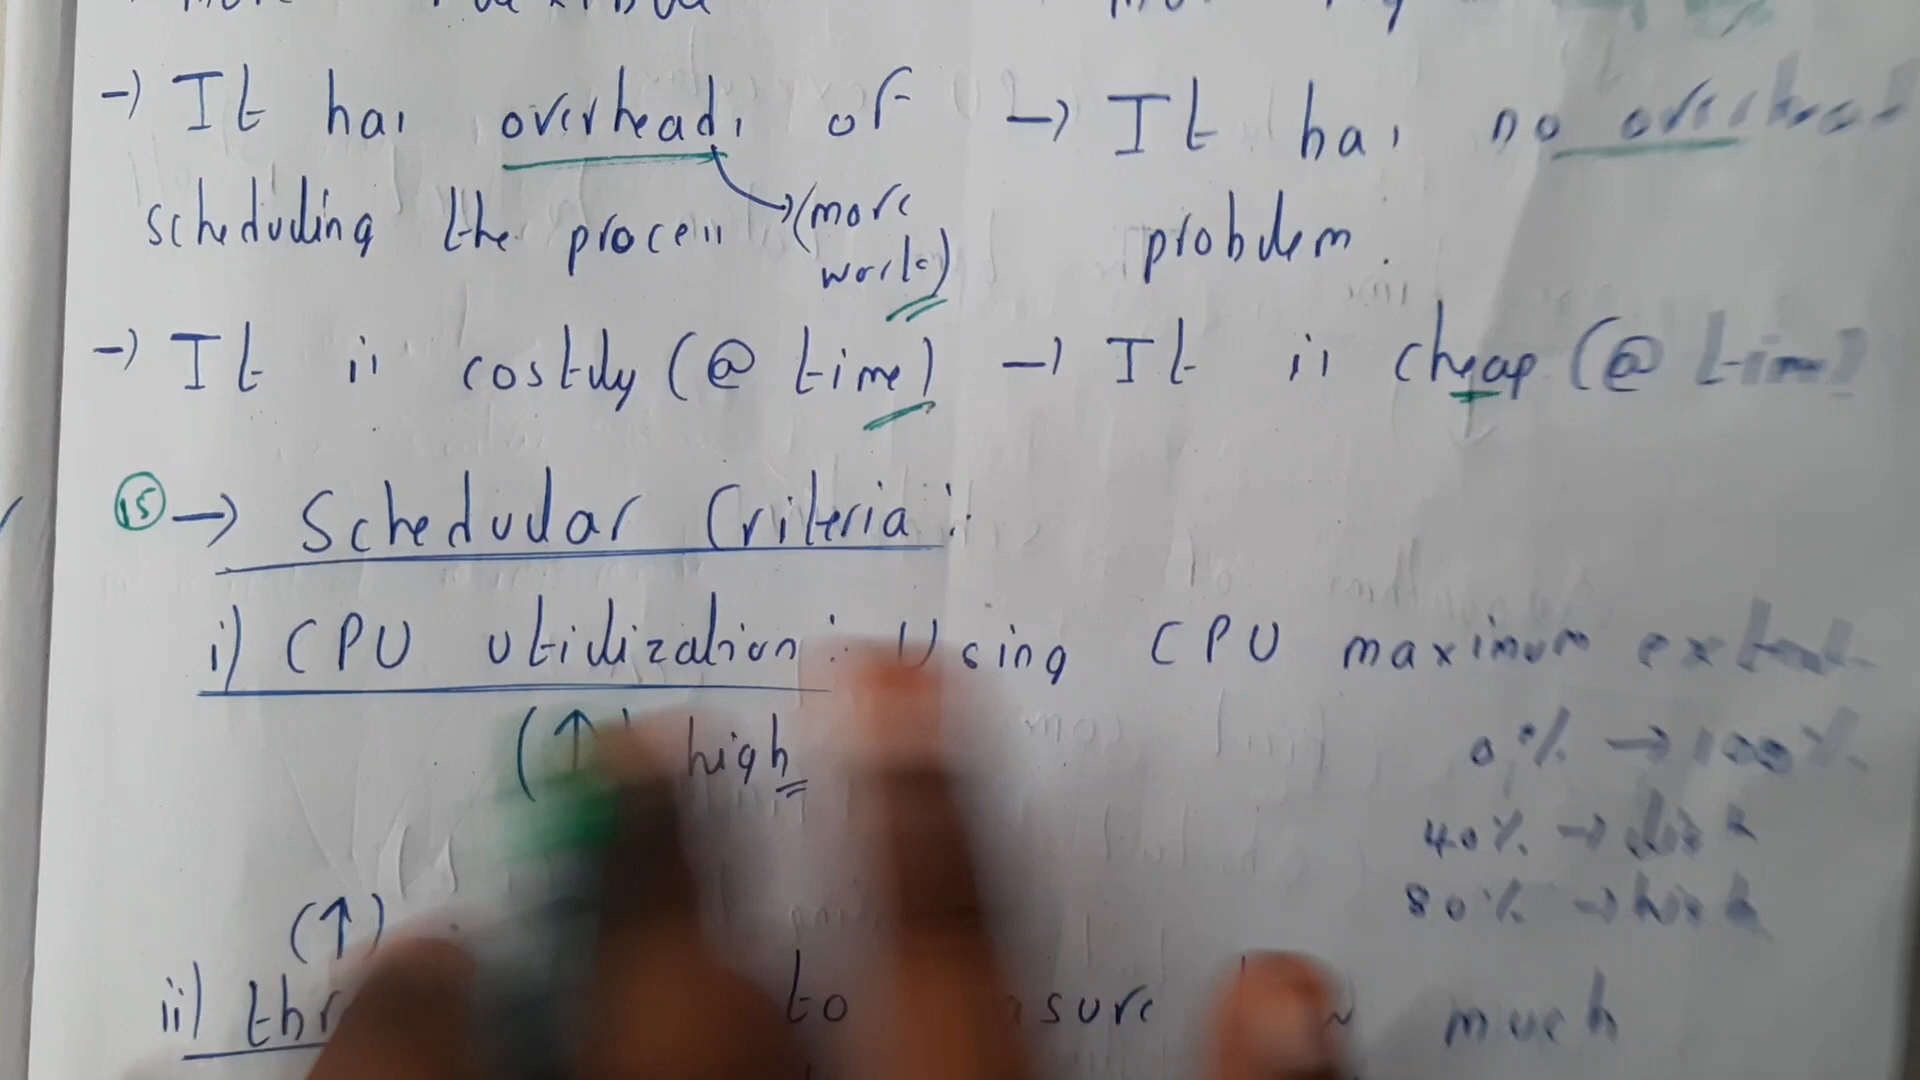 -) It has overheads of
scheduling the process (more
work)
-) It is costly (@ time)
-) It has no overhead
problem.
-) It is cheap (@ time)
15 -> Schedular Criteria:
i) CPU utilization: Using CPU maximum extent
(↑) high
0% -> 100%
40% ->
80% -> high
(↑)
ii) to much